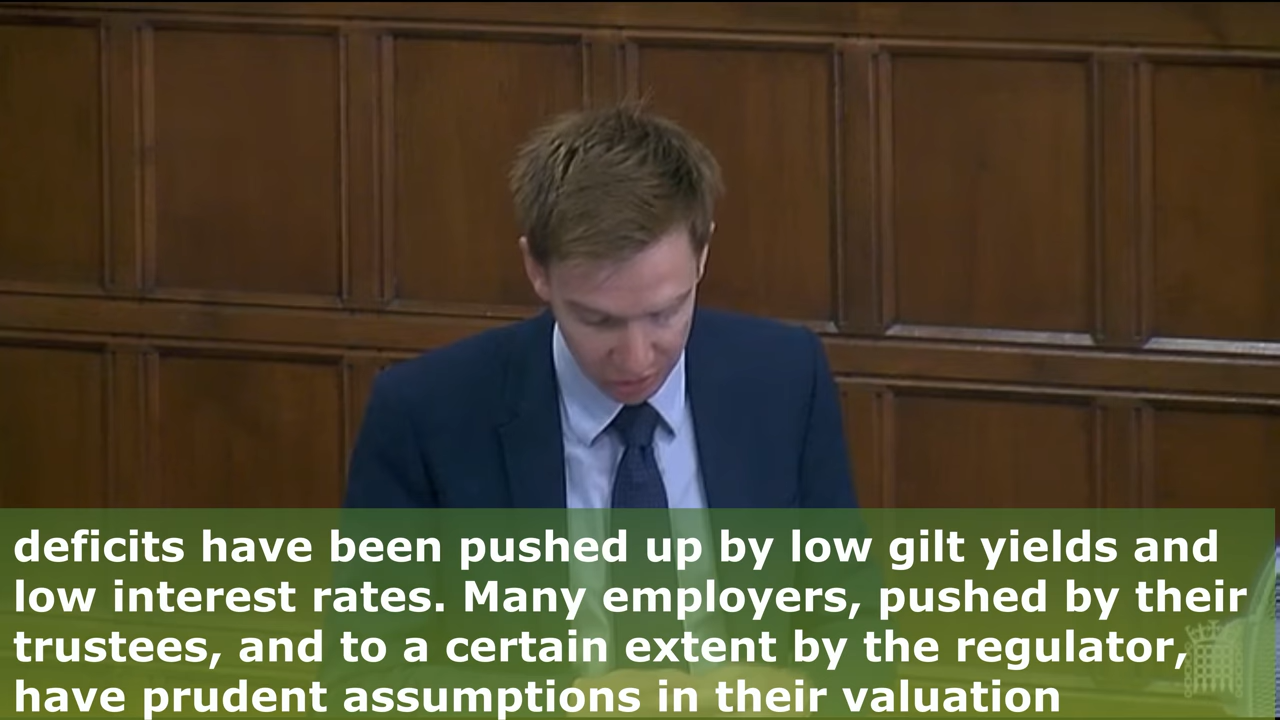 deficits have been pushed up by low gilt yields and
low interest rates. Many employers, pushed by their
trustees, and to a certain extent by the regulator,
have prudent assumptions in their valuation